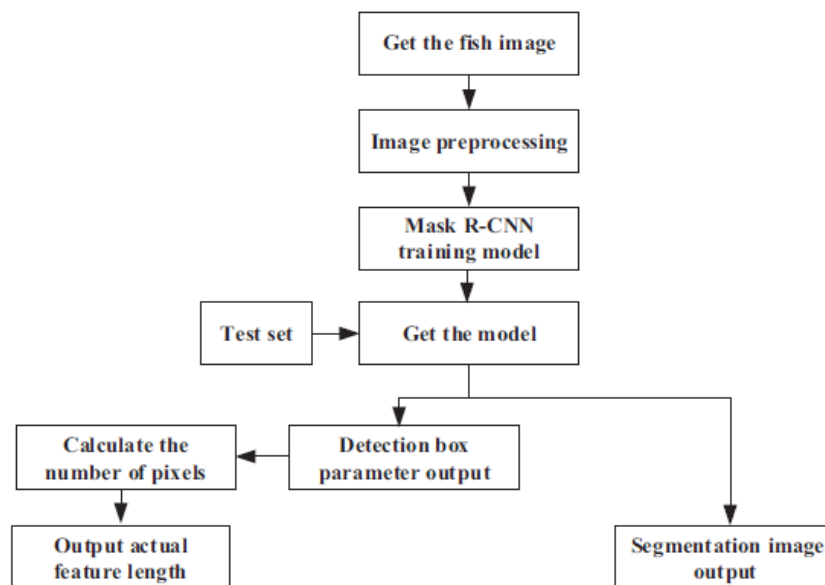 Get the fish image
Image preprocessing
Mask R-CNN
training model
Test set
Get the model
Calculate the
number of pixels
Detection box
parameter output
Output actual
feature length
Segmentation image
output